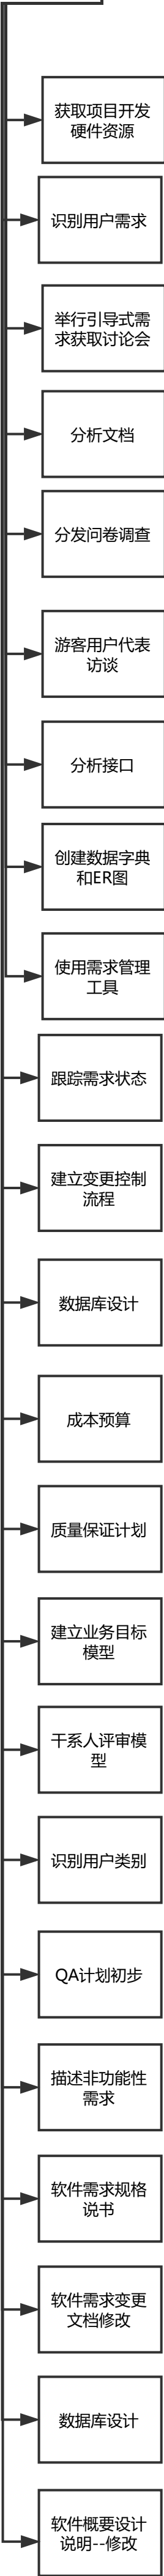 获取项目开发
硬件资源
识别用户需求
举行引导式需
求获取讨论会
分析文档
分发问卷调查
游客用户代表
访谈
分析接口
创建数据字典
和ER图
使用需求管理
工具
跟踪需求状态
建立变更控制
流程
数据库设计
成本预算
质量保证计划
建立业务目标
模型
干系人评审模
型
识别用户类别
QA计划初步
描述非功能性
需求
软件需求规格
说书
软件需求变更
文档修改
数据库设计
软件概要设计
说明--修改